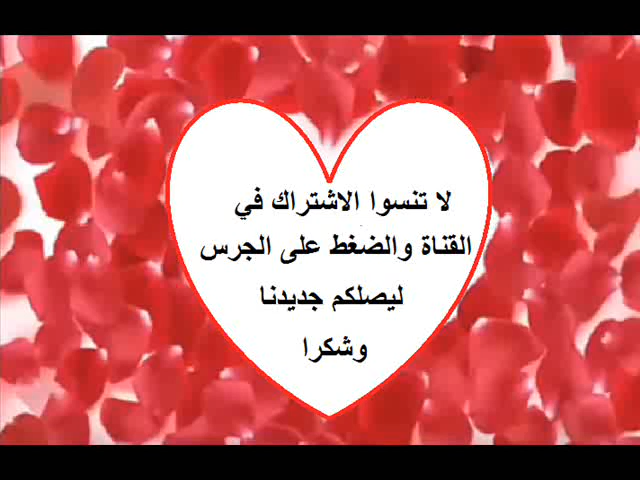 لا تنسوا الاشتراك في
القناة والضغط على الجرس
ليصلكم جديدنا
وشكرا